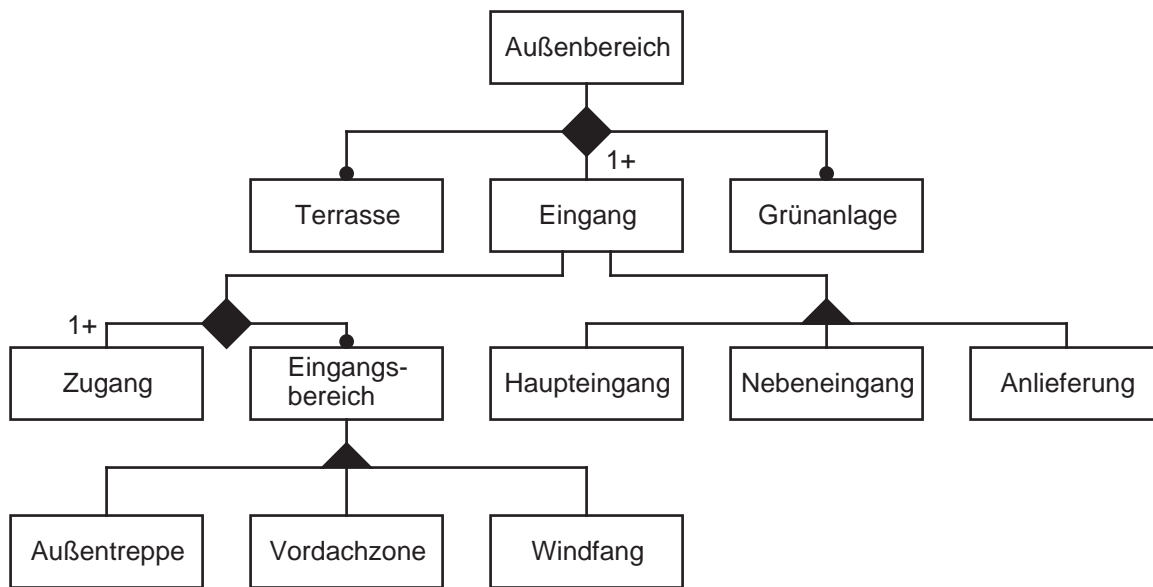 Außenbereich
1+
Terrasse
Eingang
Grünanlage
1+
Zugang
Eingangs-
bereich
Haupteingang
Nebeneingang
Anlieferung
Außentreppe
Vordachzone
Windfang